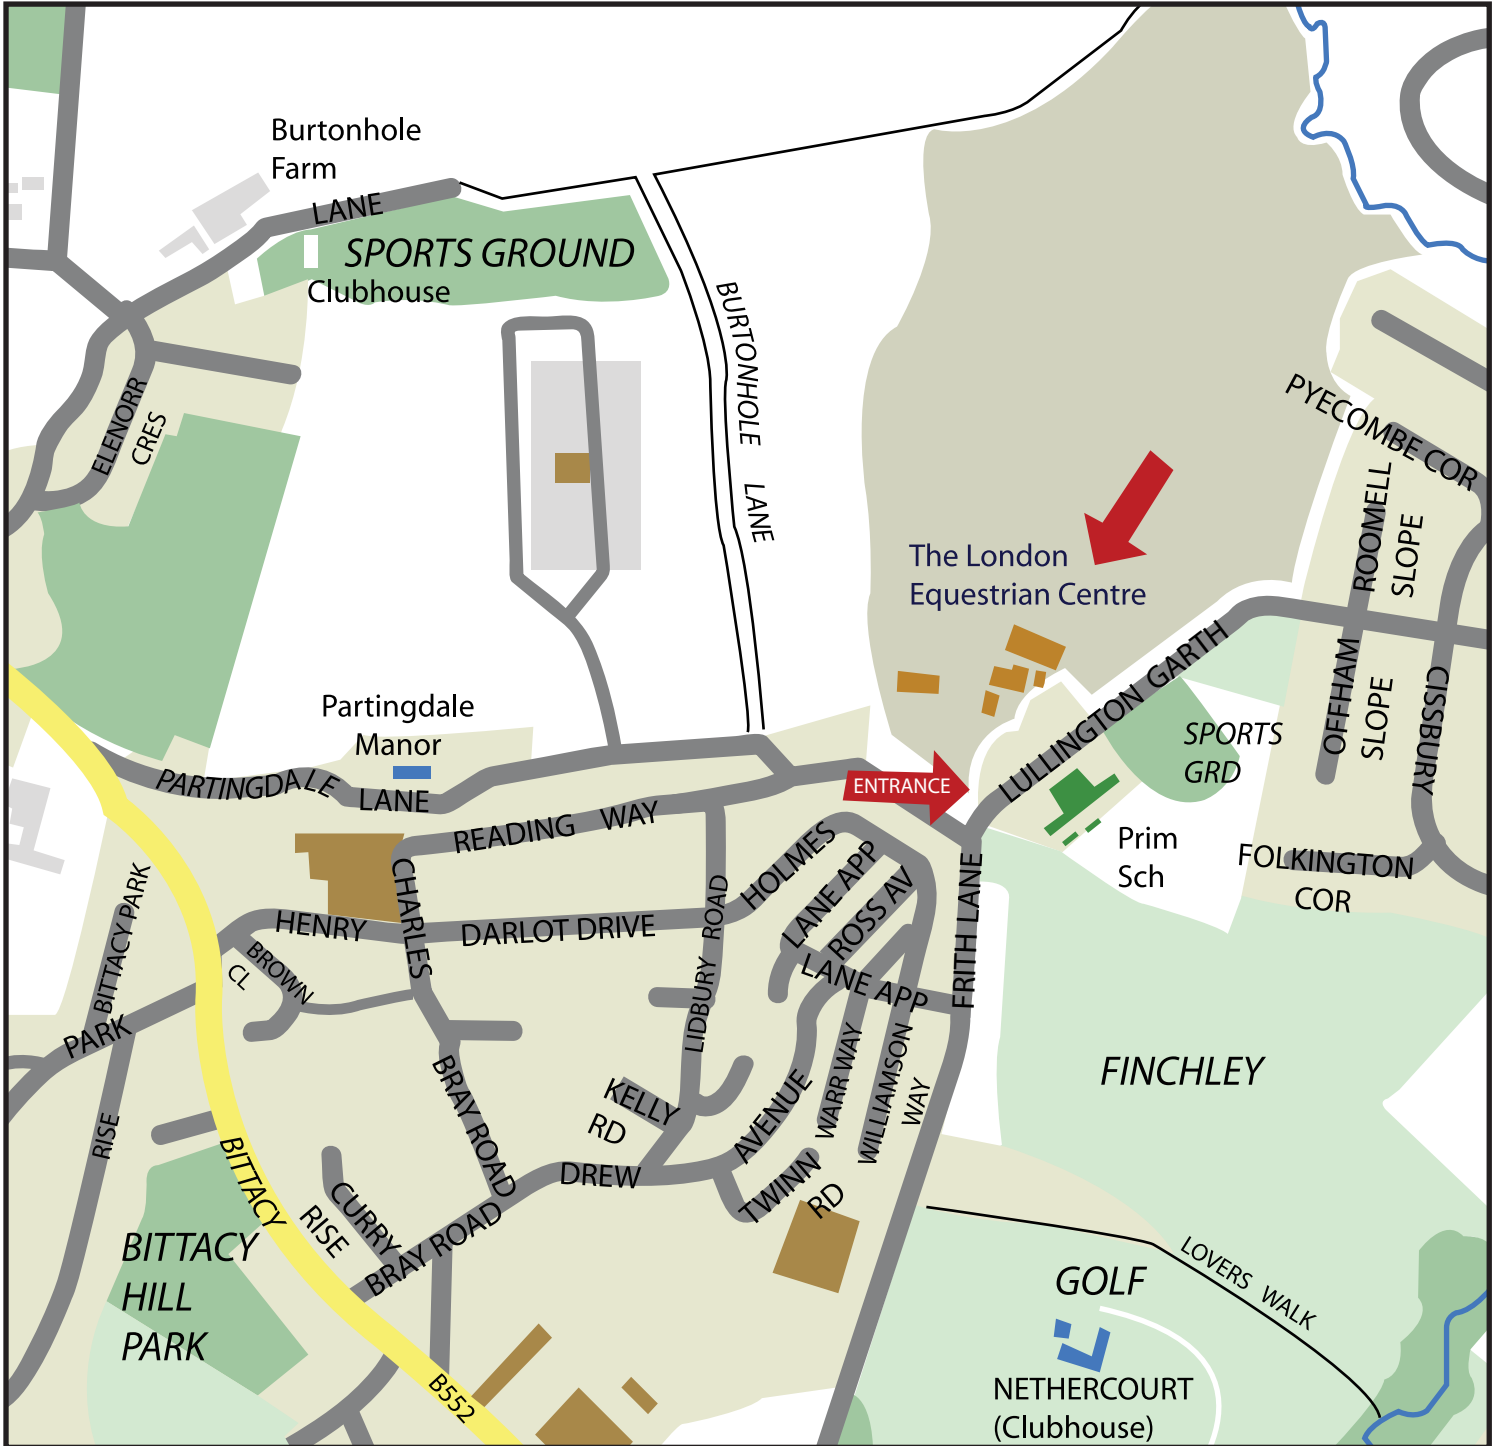 Burtonhole
Farm
LANE
SPORTS GROUND
Clubhouse
BURTONHOLE LANE
ELENORR
CRES
PYECOMBE COR
ROOMELL
SLOPE
The London
Equestrian Centre
LULLINGTON GARTH
OFFHAM
SLOPE
CISSBURY
Partingdale
Manor
PARTINGDALE LANE
ENTRANCE
SPORTS
GRD
Prim
Sch
FOLKINGTON
COR
READING WAY
CHARLES
HENRY
DARLOT DRIVE
LIDBURY ROAD
HOLMES
LANE APP
ROSS AV
LANE APP
FRITH LANE
BITTACY PARK
BROWN
CL
PARK
RISE
BRAY ROAD
KELLY
RD
AVENUE
WARRWAY
WILLIAMSON
WAY
FINCHLEY
DREW
TWINN
RD
BITTACY
RISE
CURRY
BRAY ROAD
BITTACY
HILL
PARK
B552
LOVERS WALK
GOLF
NETHERCOURT
(Clubhouse)